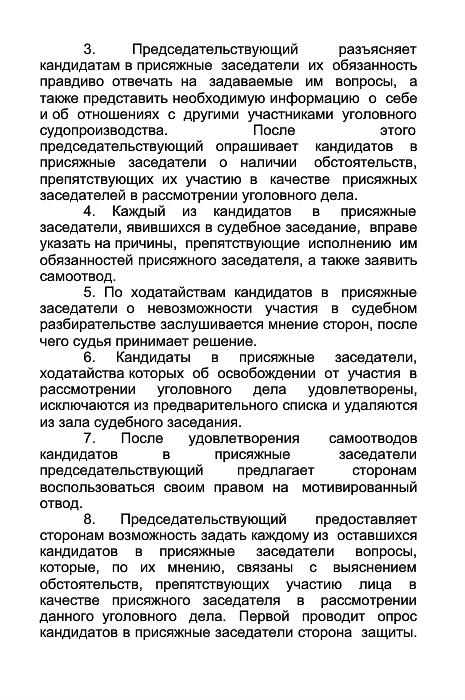 3. Председательствующий разъясняет
кандидатам в присяжные заседатели их обязанность
правдиво отвечать на задаваемые им вопросы, а
также представить необходимую информацию о себе
и об отношениях с другими участниками уголовного
судопроизводства. После этого
председательствующий опрашивает кандидатов в
присяжные заседатели о наличии обстоятельств,
препятствующих их участию в качестве присяжных
заседателей в рассмотрении уголовного дела.
4. Каждый из кандидатов в присяжные
заседатели, явившихся в судебное заседание, вправе
указать на причины, препятствующие исполнению им
обязанностей присяжного заседателя, а также заявить
самоотвод.
5. По ходатайствам кандидатов в присяжные
заседатели о невозможности участия в судебном
разбирательстве заслушивается мнение сторон, после
чего судья принимает решение.
6. Кандидаты в присяжные заседатели,
ходатайства которых об освобождении от участия в
рассмотрении уголовного дела удовлетворены,
исключаются из предварительного списка и удаляются
из зала судебного заседания.
7. После удовлетворения самоотводов
кандидатов в присяжные заседатели
председательствующий предлагает сторонам
воспользоваться своим правом на мотивированный
отвод.
8. Председательствующий предоставляет
сторонам возможность задать каждому из оставшихся
кандидатов в присяжные заседатели вопросы,
которые, по их мнению, связаны с выяснением
обстоятельств, препятствующих участию лица в
качестве присяжного заседателя в рассмотрении
данного уголовного дела. Первой проводит опрос
кандидатов в присяжные заседатели сторона защиты.